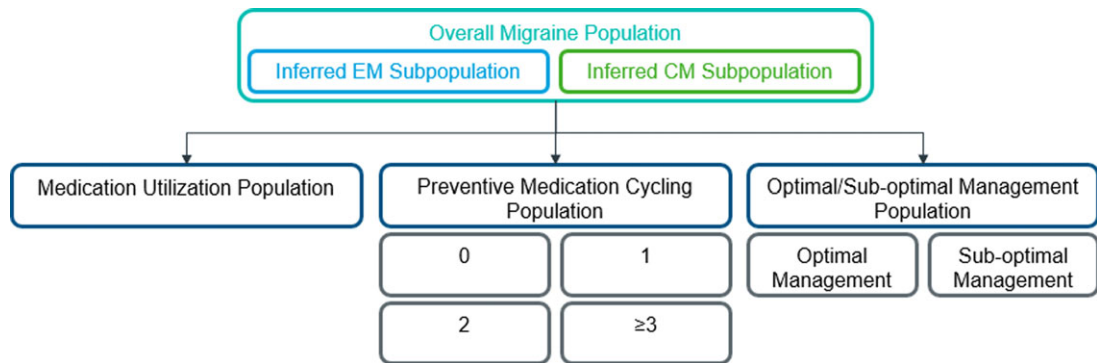 Overall Migraine Population
Inferred EM Subpopulation
Inferred CM Subpopulation
Medication Utilization Population
Preventive Medication Cycling
Population
0
1
2
≥3
Optimal/Sub-optimal Management
Population
Optimal
Management
Sub-optimal
Management